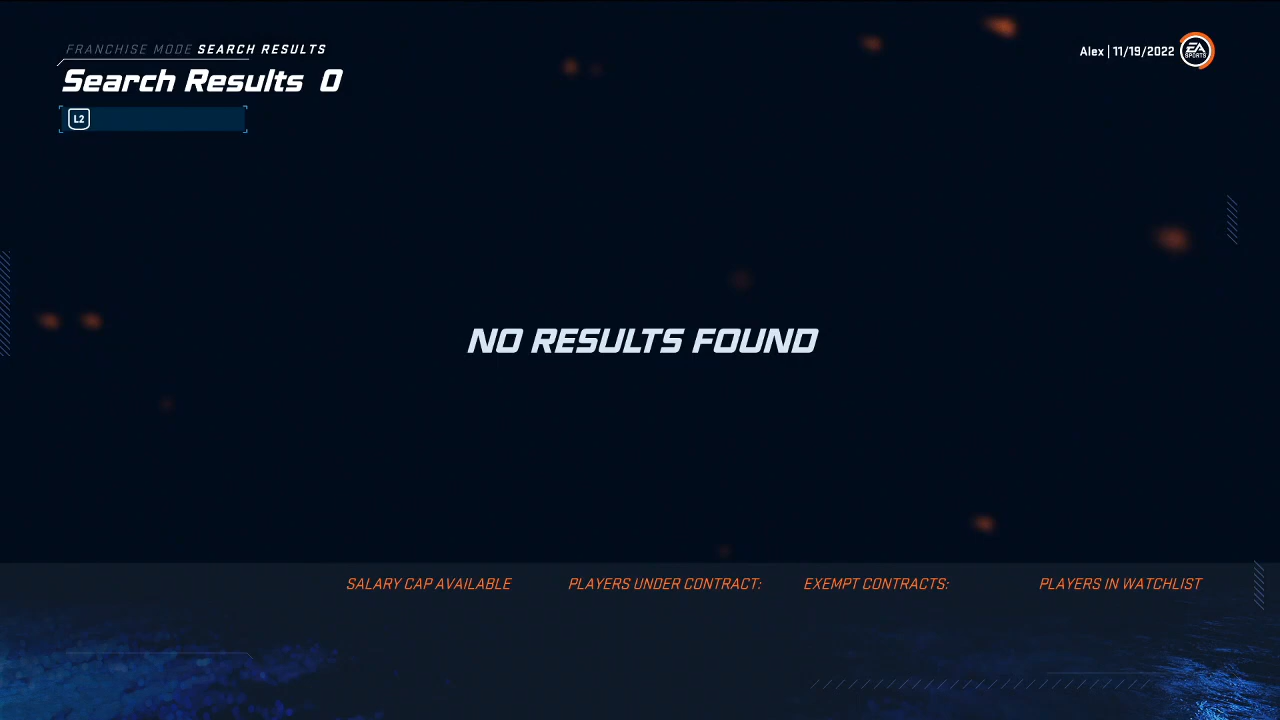 FRANCHISE MODE SEARCH RESULTS
Search Results 0
L2
Alex | 11/19/2022
EA SPORTS
NO RESULTS FOUND
SALARY CAP AVAILABLE PLAYERS UNDER CONTRACT: EXEMPT CONTRACTS: PLAYERS IN WATCHLIST